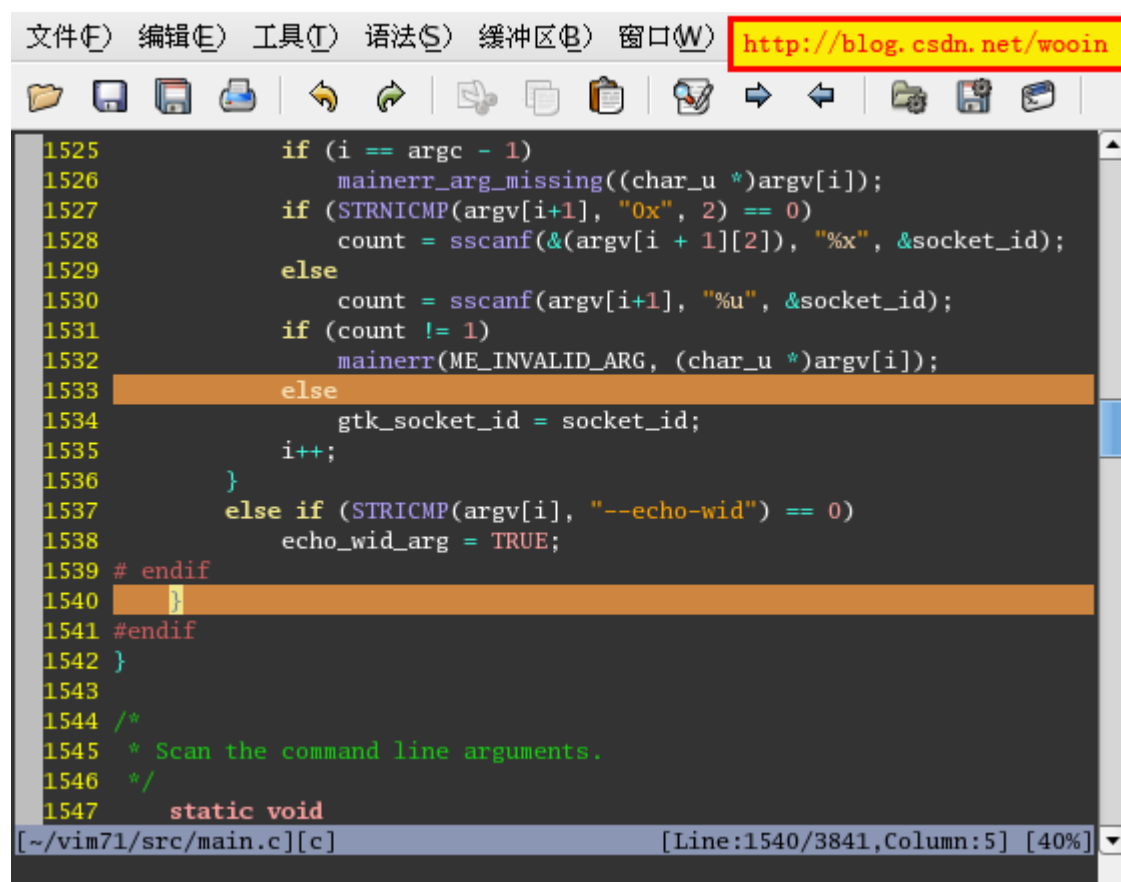 文件(F) 编辑(E) 工具(T) 语法(S) 缓冲区(B) 窗口(W) http://blog.csdn.net/wooin
1525             if (i == argc - 1)
1526                 mainerr_arg_missing((char_u *)argv[i]);
1527             if (STRNICMP(argv[i+1], "0x", 2) == 0)
1528                 count = sscanf(&(argv[i + 1][2]), "%x", &socket_id);
1529             else
1530                 count = sscanf(argv[i+1], "%u", &socket_id);
1531             if (count != 1)
1532                 mainerr(ME_INVALID_ARG, (char_u *)argv[i]);
1533             else
1534                 gtk_socket_id = socket_id;
1535             i++;
1536         }
1537         else if (STRICMP(argv[i], "--echo-wid") == 0)
1538             echo_wid_arg = TRUE;
1539 # endif
1540     }
1541 #endif
1542 }
1543
1544 /*
1545  * Scan the command line arguments.
1546  */
1547     static void
[~/vim71/src/main.c][c] [Line:1540/3841,Column:5] [40%]